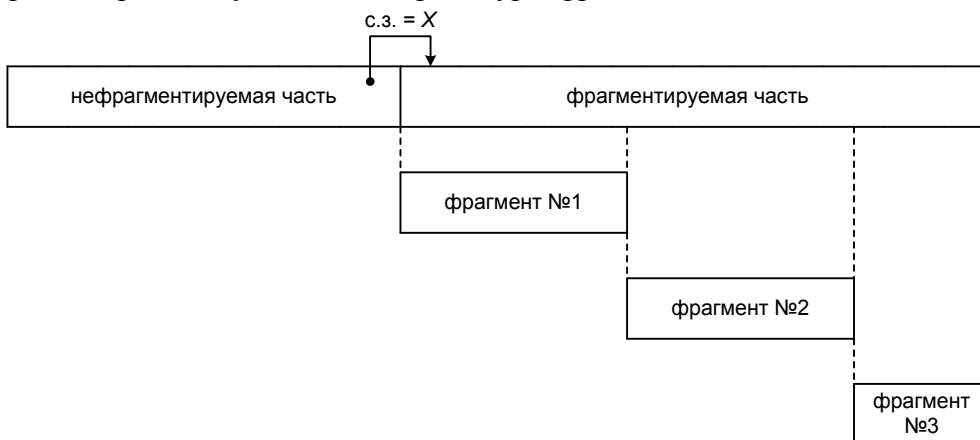 с.з. = X
нефрагментируемая часть
фрагментируемая часть
фрагмент №1
фрагмент №2
фрагмент
№3